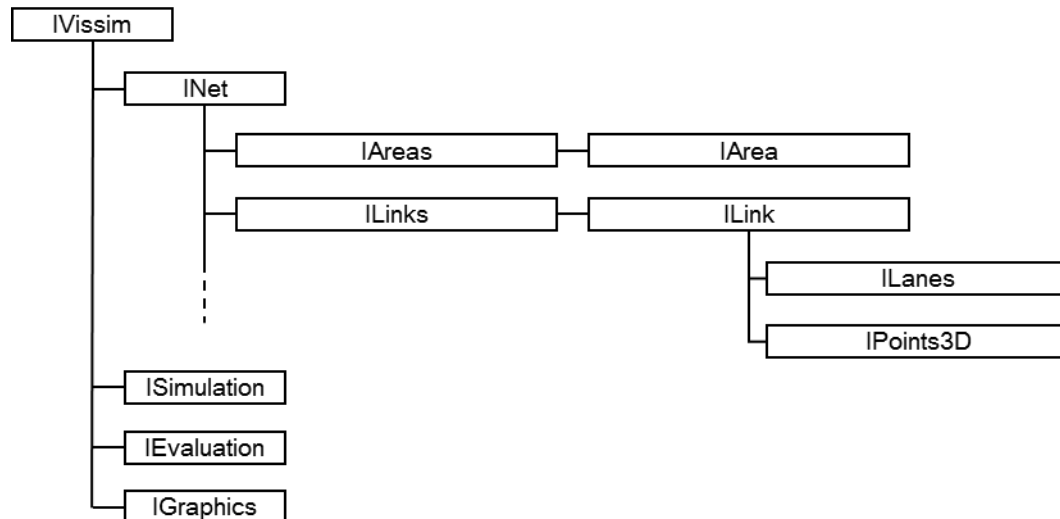 IVissim
INet
IAreas
IArea
ILinks
ILink
ILanes
IPoints3D
ISimulation
IEvaluation
IGraphics